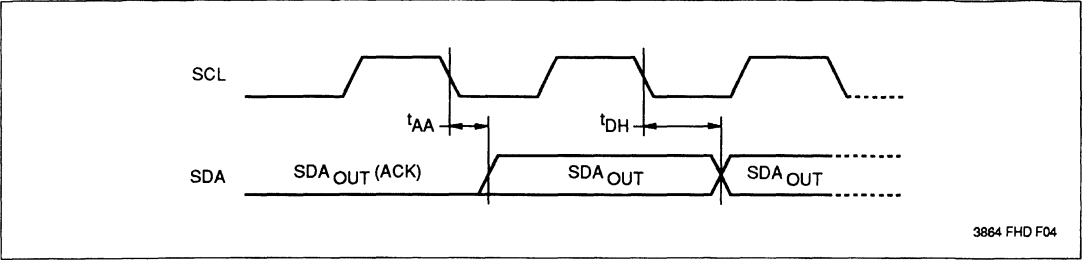 SCL
tAA tDH
SDA SDAOUT (ACK) SDAOUT SDAOUT
3864 FHD F04